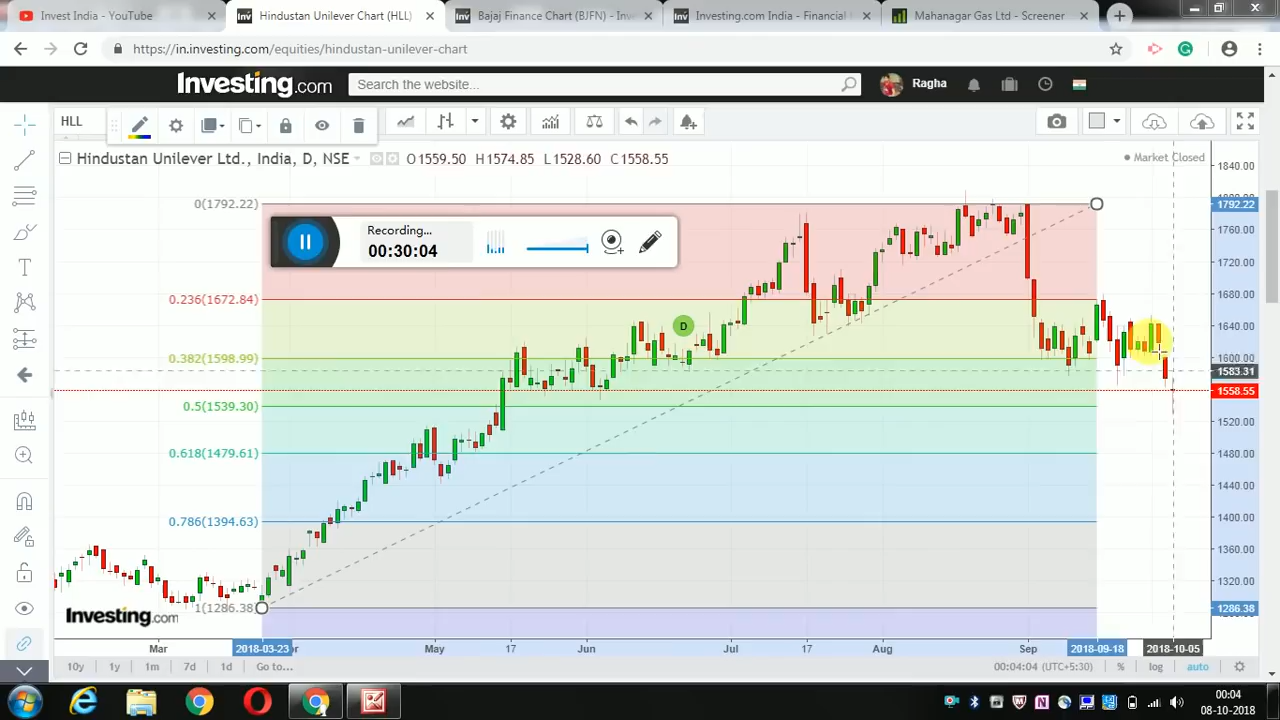 Invest India - YouTube
Hindustan Unilever Chart (HLL)
Bajaj Finance Chart (BJFN) - Inve
Investing.com India - Financial
Mahanagar Gas Ltd - Screener
https://in.investing.com/equities/hindustan-unilever-chart
Investing.com
Search the website...
Ragha
HLL
Hindustan Unilever Ltd., India, D, NSE
O1559.50 H1574.85 L1528.60 C1558.55
Market Closed
1840.00
0(1792.22)
1792.22
Recording...
00:30:04
1760.00
1720.00
0.236(1672.84)
1680.00
D
1640.00
0.382(1598.99)
1600.00
1583.31
1558.55
0.5(1539.30)
1520.00
0.618(1479.61)
1480.00
1440.00
0.786(1394.63)
1400.00
1360.00
1320.00
1(1286.38)
1286.38
Investing.com
Mar
2018-03-23
May
17
Jun
Jul
17
Aug
Sep
2018-09-18
2018-10-05
10y
1y
1m
7d
1d
Go to...
00:04:04 (UTC+5:30)
%
log
auto
00:04
08-10-2018